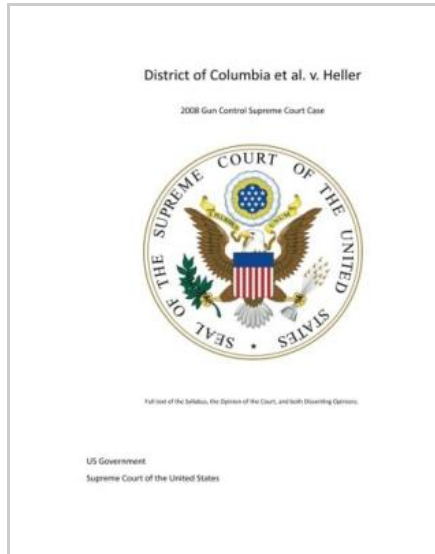 District of Columbia et al. v. Heller
2008 Gun Control Supreme Court Case
SEAL OF THE SUPREME COURT OF THE UNITED STATES
Full text of the Syllabus, the Opinion of the Court, and both Dissenting Opinions.
US Government
Supreme Court of the United States